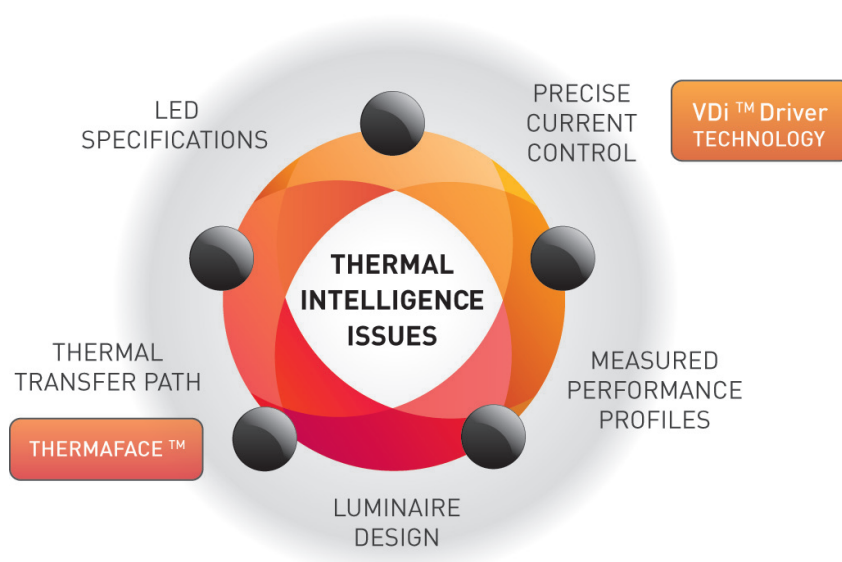 LED
SPECIFICATIONS
PRECISE
CURRENT
CONTROL
VDi ™ Driver
TECHNOLOGY
THERMAL
INTELLIGENCE
ISSUES
THERMAL
TRANSFER PATH
THERMAFACE ™
MEASURED
PERFORMANCE
PROFILES
LUMINAIRE
DESIGN